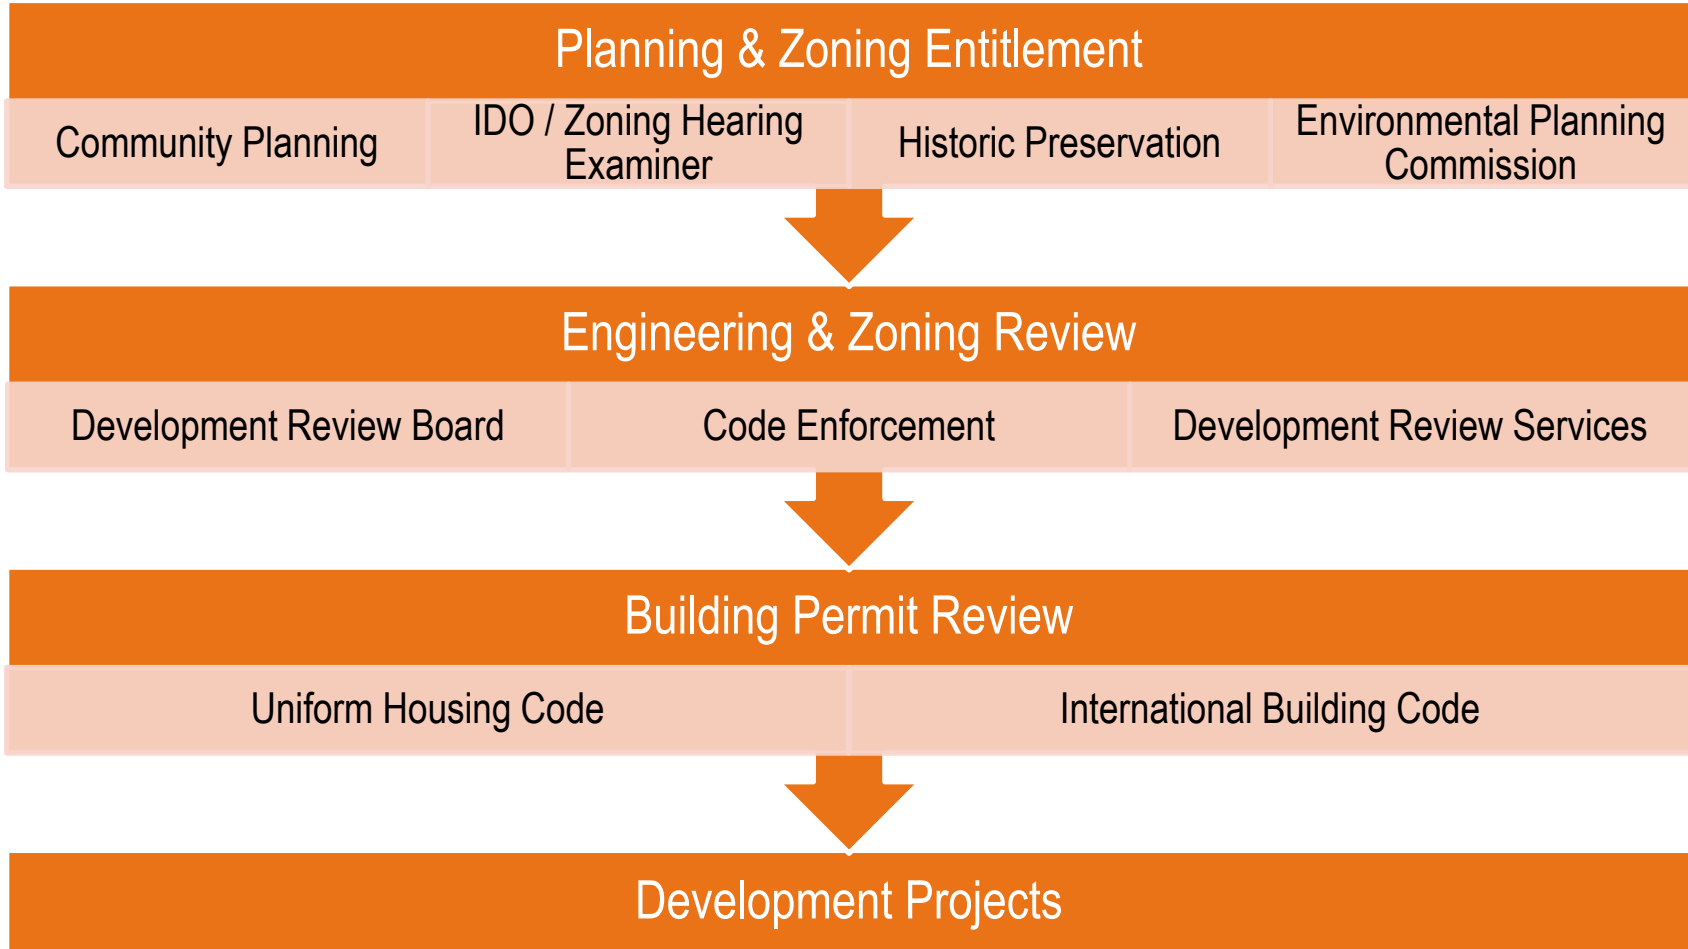 Planning & Zoning Entitlement
Community Planning
IDO / Zoning Hearing
Examiner
Historic Preservation
Environmental Planning
Commission
Engineering & Zoning Review
Development Review Board
Code Enforcement
Development Review Services
Building Permit Review
Uniform Housing Code
International Building Code
Development Projects